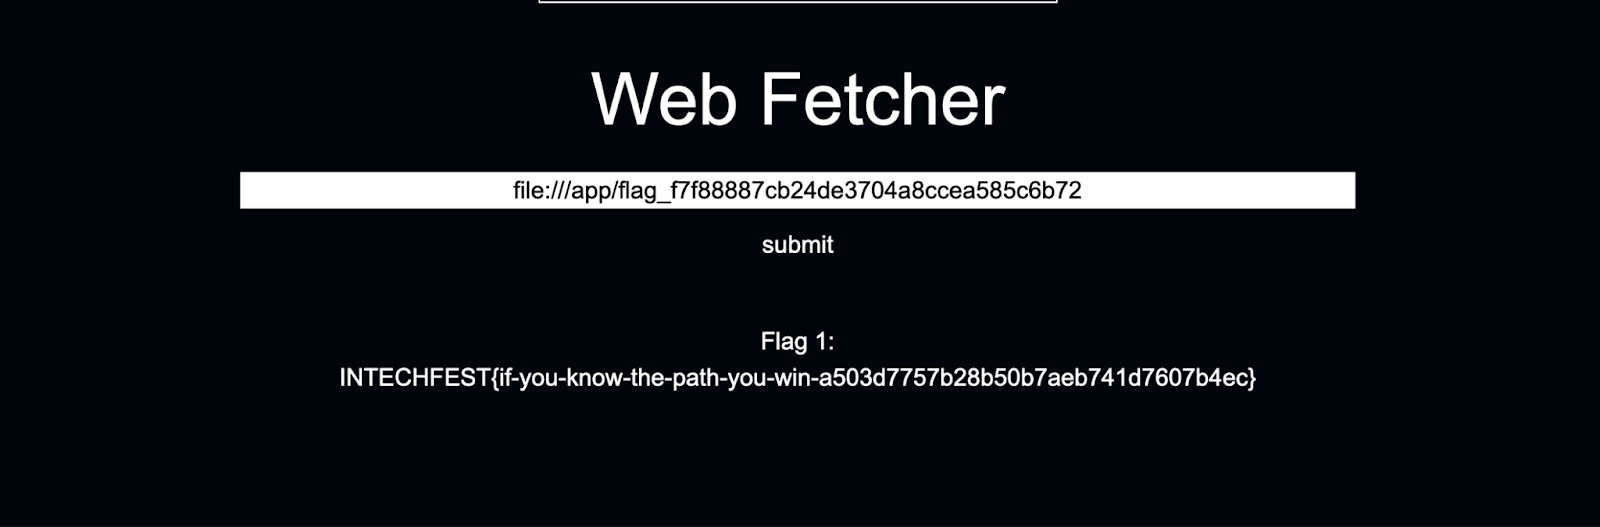 Web Fetcher
file:///app/flag_f7f88887cb24de3704a8ccea585c6b72
submit
Flag 1:
INTECHFEST{if-you-know-the-path-you-win-a503d7757b28b50b7aeb741d7607b4ec}